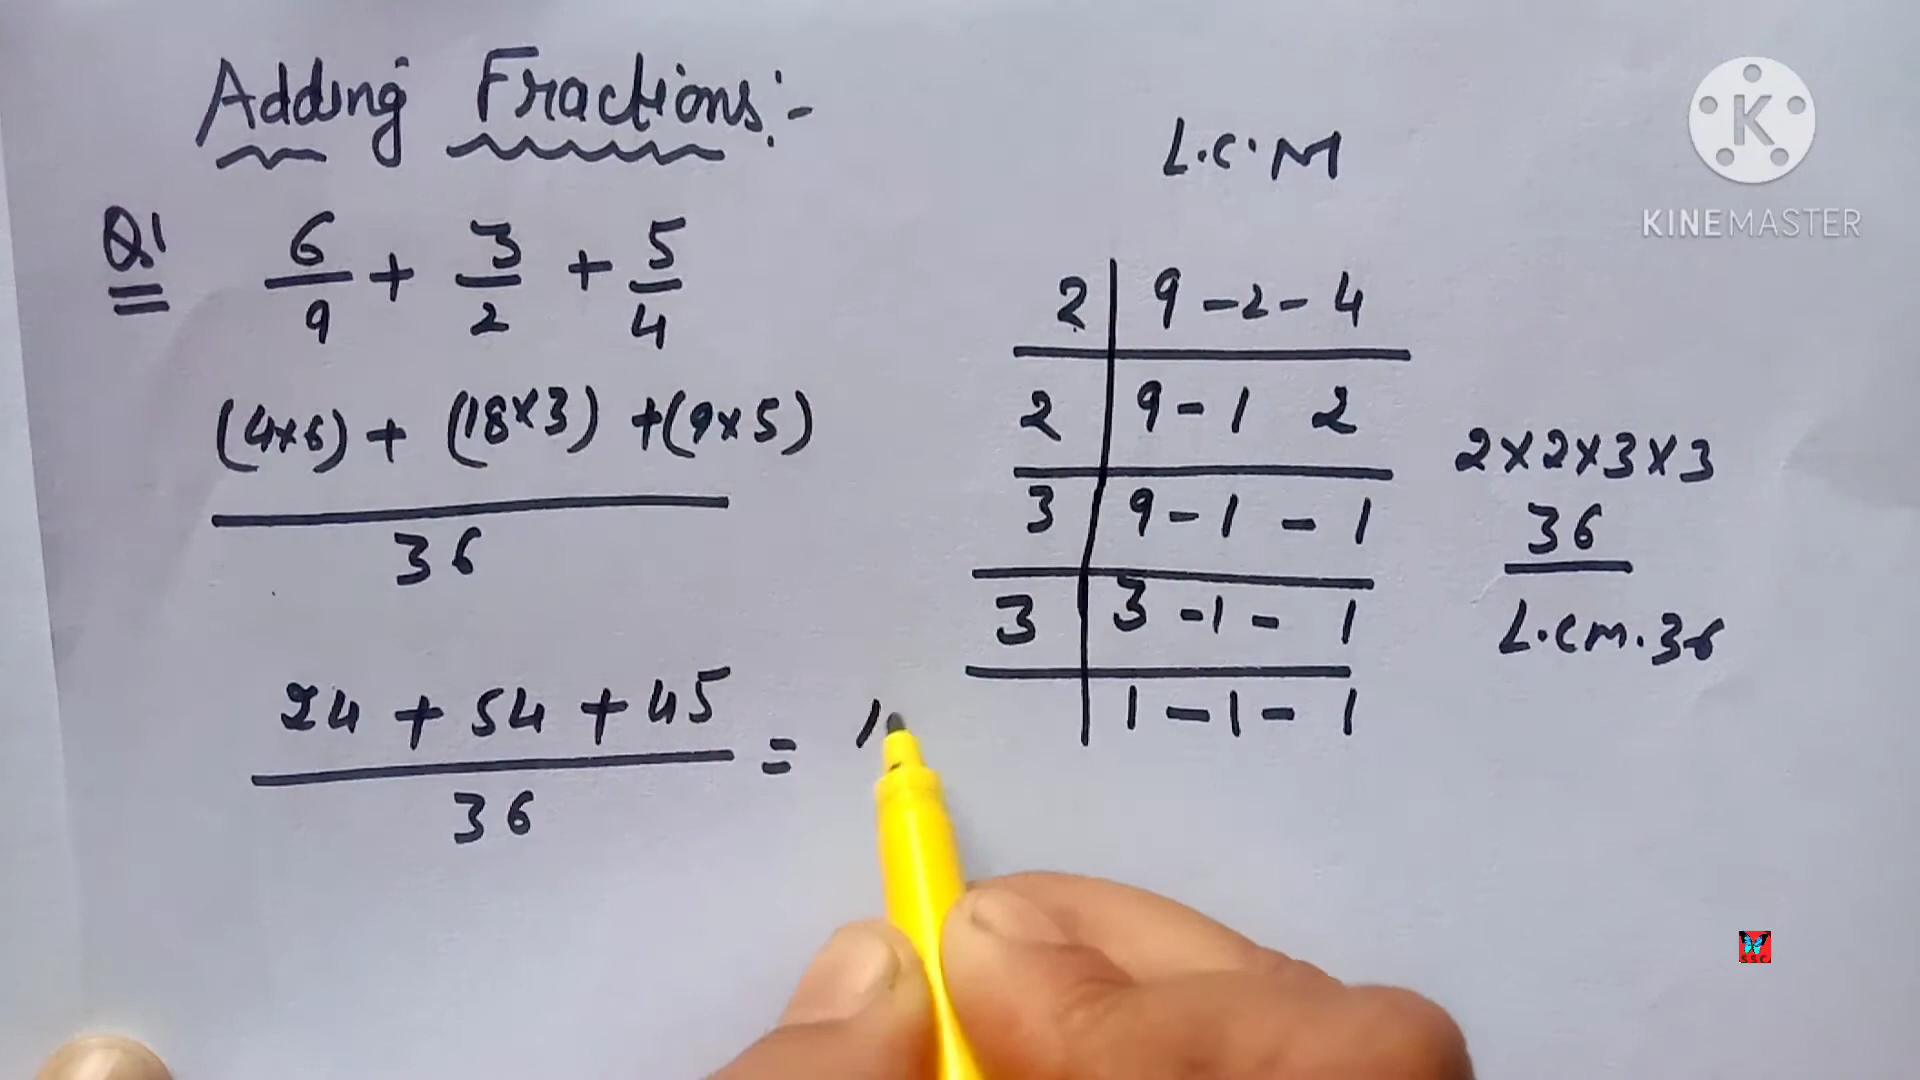 Adding Fractions:-
Q1 6/9 + 3/2 + 5/4
(4×6) + (18×3) + (9×5)
36
24 + 54 + 45 = 1
36
L.C.M
2 | 9 - 2 - 4
2 | 9 - 1 2
3 | 9 - 1 - 1
3 | 3 - 1 - 1
1 - 1 - 1
2×2×3×3
36
L.CM.36
KINEMASTER
K
SSC